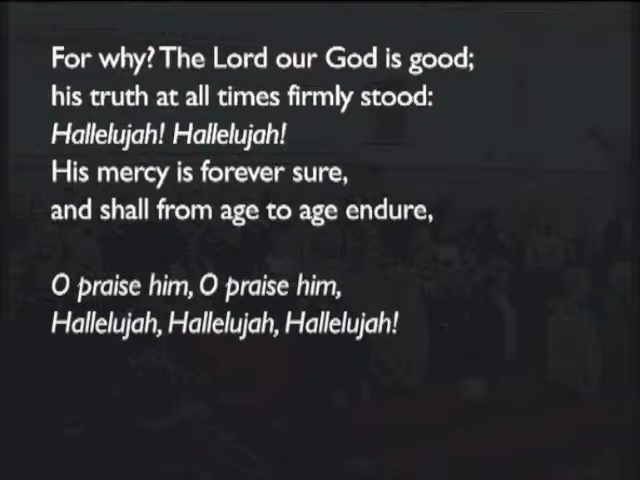 For why? The Lord our God is good;
his truth at all times firmly stood:
Hallelujah! Hallelujah!
His mercy is forever sure,
and shall from age to age endure,
O praise him, O praise him,
Hallelujah, Hallelujah, Hallelujah!